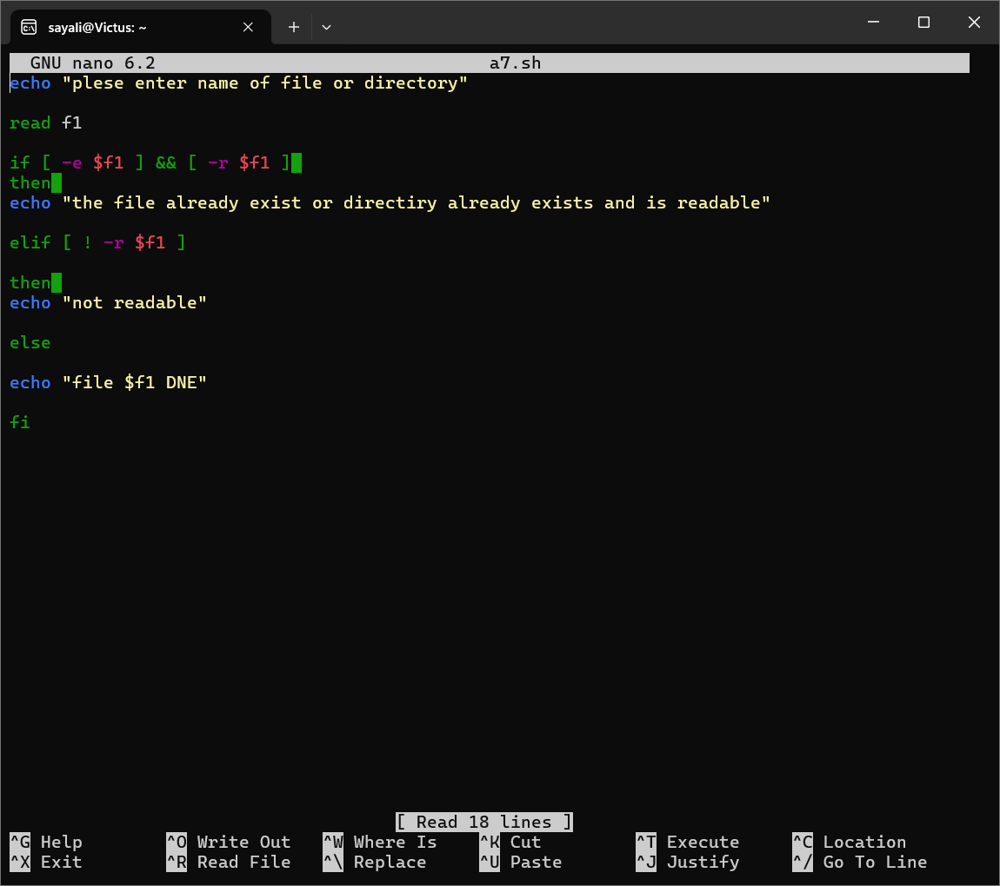 sayali@Victus: ~
GNU nano 6.2 a7.sh
echo "plese enter name of file or directory"
read f1
if [ -e $f1 ] && [ -r $f1 ]
then
echo "the file already exist or directiry already exists and is readable"
elif [ ! -r $f1 ]
then
echo "not readable"
else
echo "file $f1 DNE"
fi
[ Read 18 lines ]
^G Help ^O Write Out ^W Where Is ^K Cut ^T Execute ^C Location
^X Exit ^R Read File ^\ Replace ^U Paste ^J Justify ^/ Go To Line